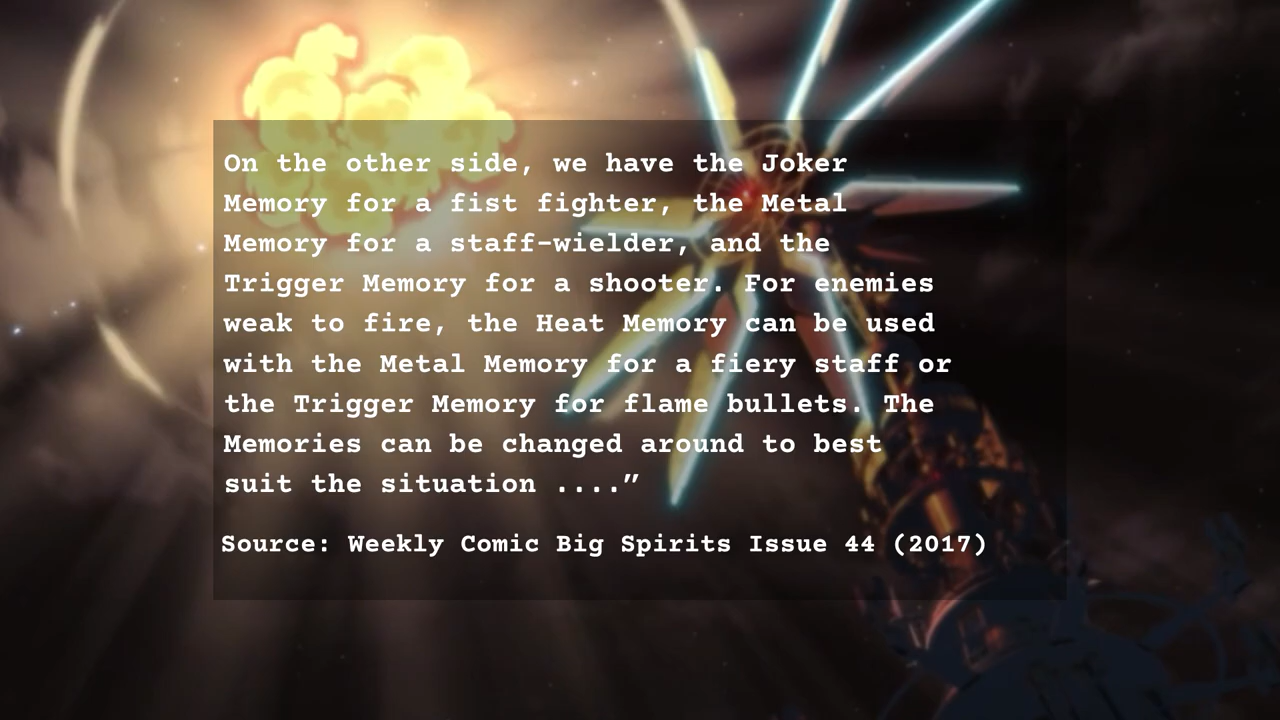 On the other side, we have the Joker
Memory for a fist fighter, the Metal
Memory for a staff-wielder, and the
Trigger Memory for a shooter. For enemies
weak to fire, the Heat Memory can be used
with the Metal Memory for a fiery staff or
the Trigger Memory for flame bullets. The
Memories can be changed around to best
suit the situation ....”
Source: Weekly Comic Big Spirits Issue 44 (2017)